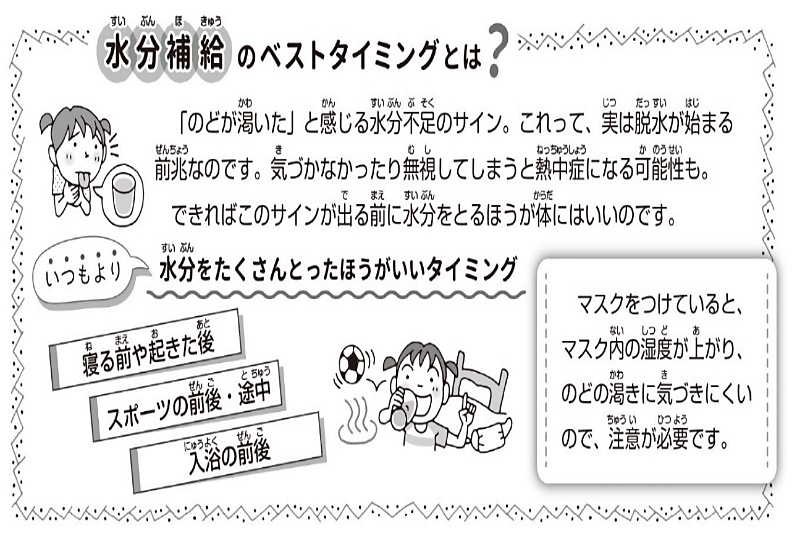 水分補給のベストタイミングとは?
「のどが渇いた」と感じる水分不足のサイン。これって、実は脱水が始まる
前兆なのです。気づかなかったり無視してしまうと熱中症になる可能性も。
できればこのサインが出る前に水分をとるほうが体にはいいのです。
いつもより
水分をたくさんとったほうがいいタイミング
寝る前や起きた後
スポーツの前後・途中
入浴の前後
マスクをつけていると、
マスク内の湿度が上がり、
のどの渇きに気づきにくい
ので、注意が必要です。